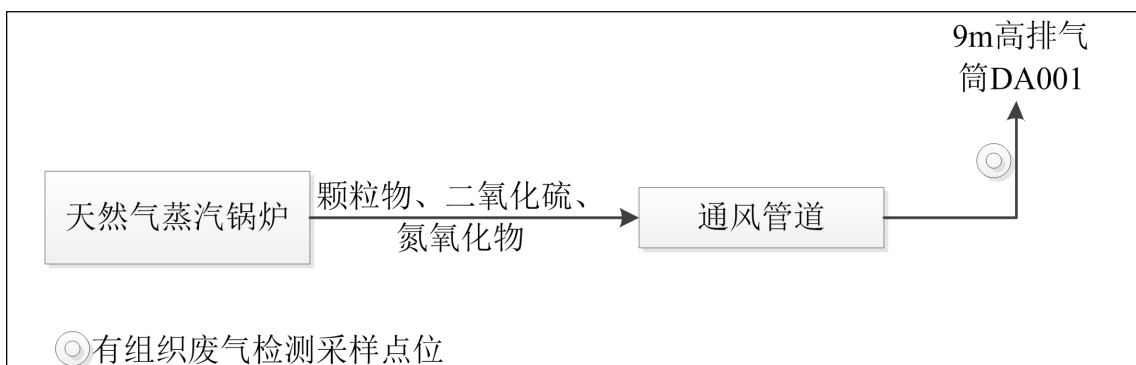 9m高排气
筒DA001
天然气蒸汽锅炉
颗粒物、二氧化硫、
氮氧化物
通风管道
有组织废气检测采样点位